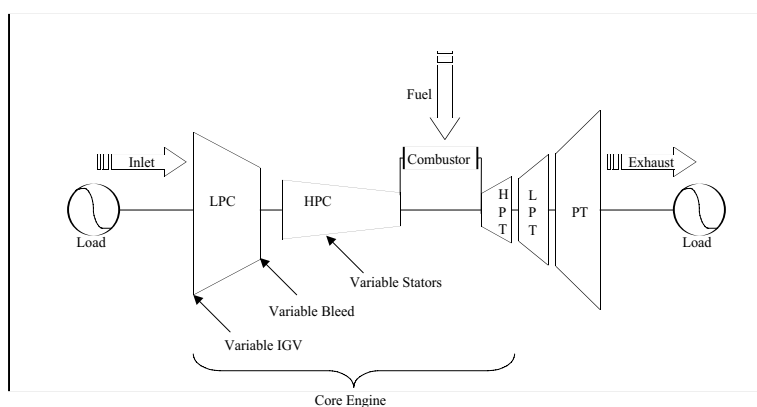 Fuel
Inlet
Combustor
Exhaust
LPC
HPC
H
P
T
L
P
T
PT
Load
Load
Variable Stators
Variable Bleed
Variable IGV
Core Engine